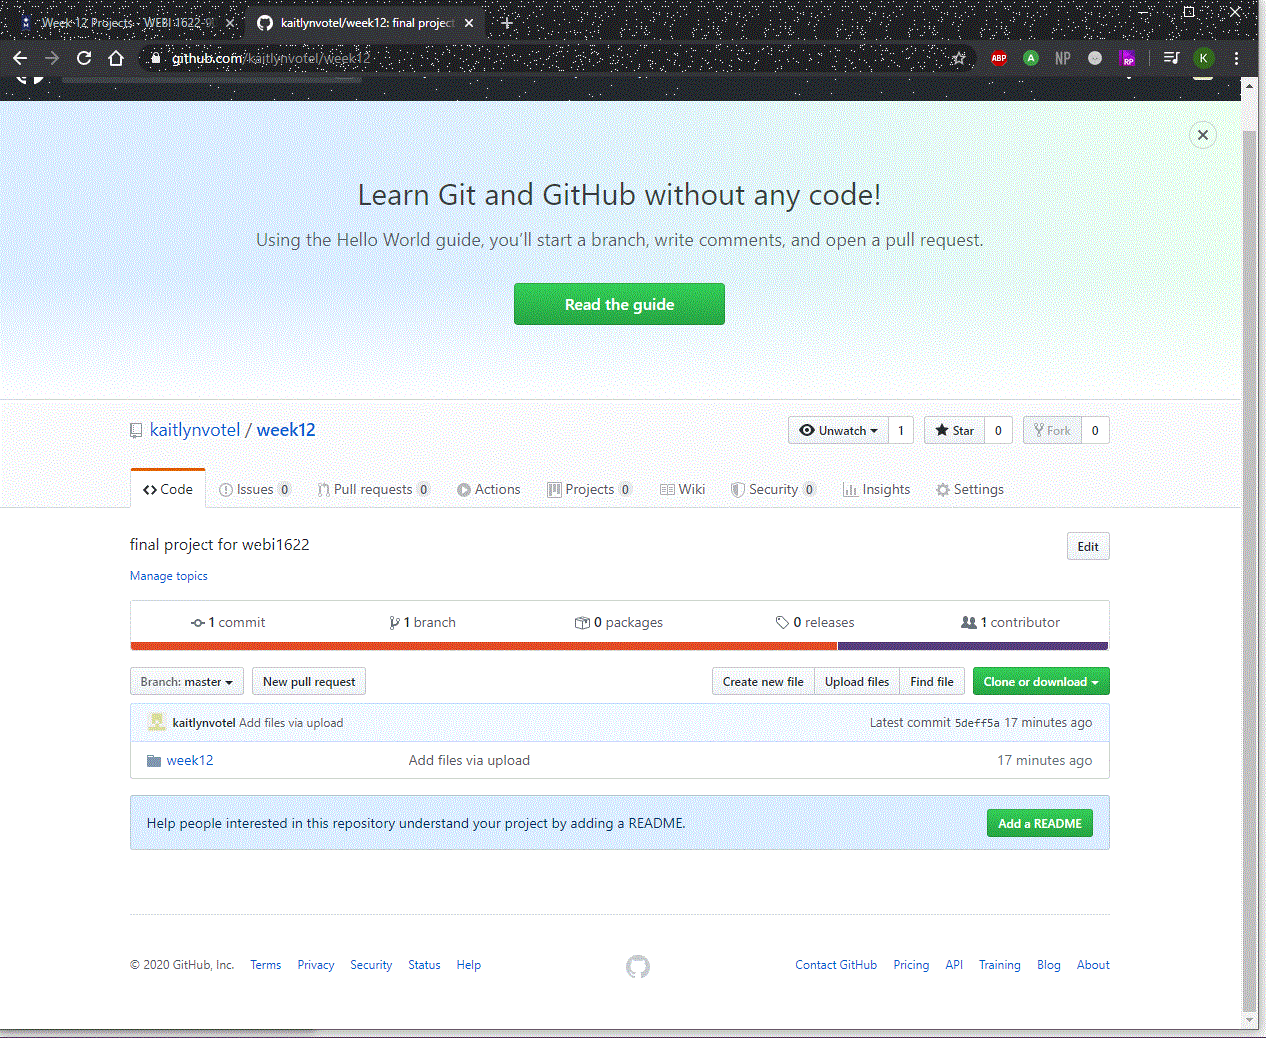 Week 12 Projects - WEBI 1622-9
kaitlynvotel/week12: final project
github.com/kaitlynvotel/week12
ABP A NP RP K
Learn Git and GitHub without any code!
Using the Hello World guide, you’ll start a branch, write comments, and open a pull request.
Read the guide
kaitlynvotel / week12
Unwatch 1 Star 0 Fork 0
Code Issues 0 Pull requests 0 Actions Projects 0 Wiki Security 0 Insights Settings
final project for webi1622
Edit
Manage topics
1 commit 1 branch 0 packages 0 releases 1 contributor
Branch: master New pull request Create new file Upload files Find file Clone or download
kaitlynvotel Add files via upload Latest commit 5deff5a 17 minutes ago
week12 Add files via upload 17 minutes ago
Help people interested in this repository understand your project by adding a README. Add a README
© 2020 GitHub, Inc. Terms Privacy Security Status Help Contact GitHub Pricing API Training Blog About